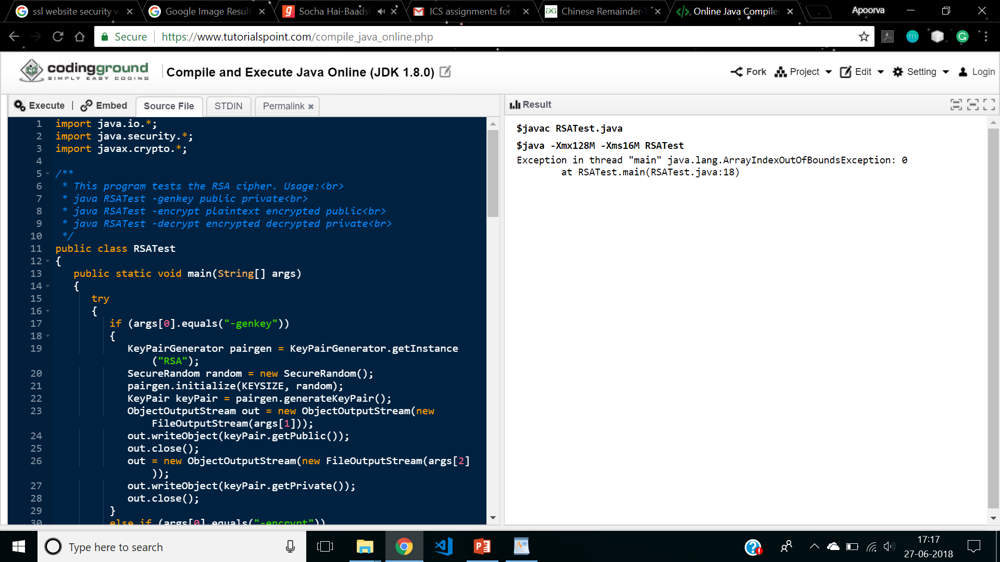 ssl website security w
Google Image Result
Socha Hai-Baads
ICS assignments for
Chinese Remainder-T
Online Java Compile
Apoorva
Secure
https://www.tutorialspoint.com/compile_java_online.php
codingground
SIMPLY EASY CODING
Compile and Execute Java Online (JDK 1.8.0)
Fork
Project
Edit
Setting
Login
Execute | Embed
Source File
STDIN
Permalink
Result
1 import java.io.*;
2 import java.security.*;
3 import javax.crypto.*;
4
5 /**
6 * This program tests the RSA cipher. Usage:<br>
7 * java RSATest -genkey public private<br>
8 * java RSATest -encrypt plaintext encrypted public<br>
9 * java RSATest -decrypt encrypted decrypted private<br>
10 */
11 public class RSATest
12 {
13 public static void main(String[] args)
14 {
15 try
16 {
17 if (args[0].equals("-genkey"))
18 {
19 KeyPairGenerator pairgen = KeyPairGenerator.getInstance
("RSA");
20 SecureRandom random = new SecureRandom();
21 pairgen.initialize(KEYSIZE, random);
22 KeyPair keyPair = pairgen.generateKeyPair();
23 ObjectOutputStream out = new ObjectOutputStream(new
FileOutputStream(args[1]));
24 out.writeObject(keyPair.getPublic());
25 out.close();
26 out = new ObjectOutputStream(new FileOutputStream(args[2]
));
27 out.writeObject(keyPair.getPrivate());
28 out.close();
29 }
30 else if (args[0].equals("-encrypt"))
$javac RSATest.java
$java -Xmx128M -Xms16M RSATest
Exception in thread "main" java.lang.ArrayIndexOutOfBoundsException: 0
at RSATest.main(RSATest.java:18)
Type here to search
17:17
27-06-2018